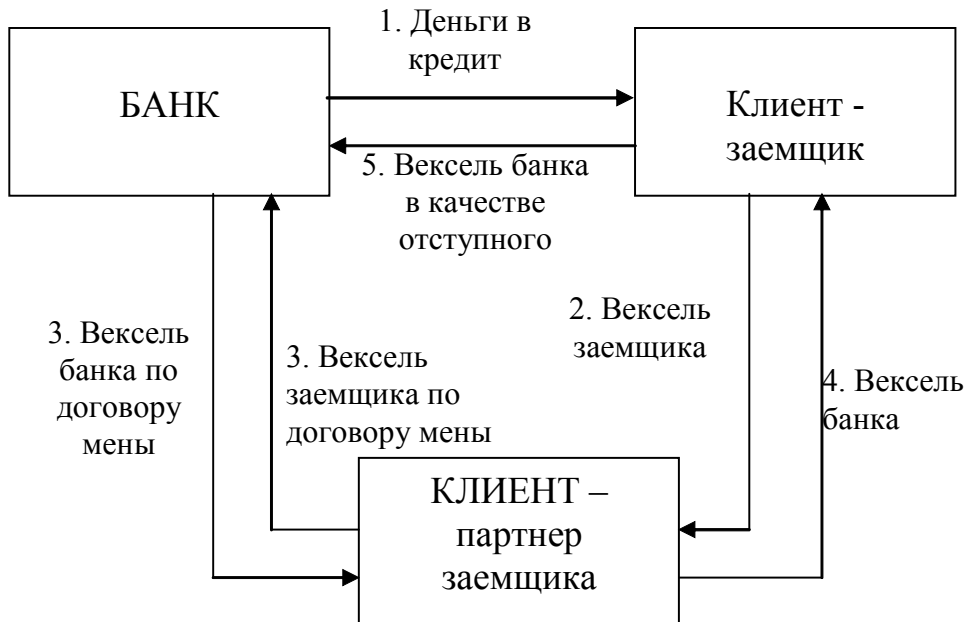 1. Деньги в
кредит
БАНК
Клиент -
заемщик
5. Вексель банка
в качестве
отступного
3. Вексель
банка по
договору
мены
3. Вексель
заемщика по
договору мены
2. Вексель
заемщика
4. Вексель
банка
КЛИЕНТ –
партнер
заемщика